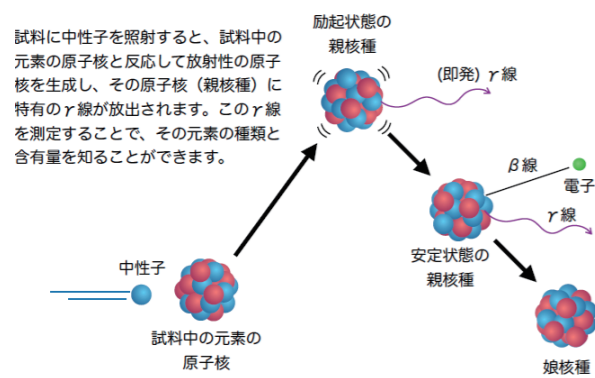 試料に中性子を照射すると、試料中の
元素の原子核と反応して放射性の原子
核を生成し、その原子核（親核種）に
特有のγ線が放出されます。このγ線
を測定することで、その元素の種類と
含有量を知ることができます。
励起状態の
親核種
(即発) γ線
β線
電子
γ線
安定状態の
親核種
中性子
試料中の元素の
原子核
娘核種